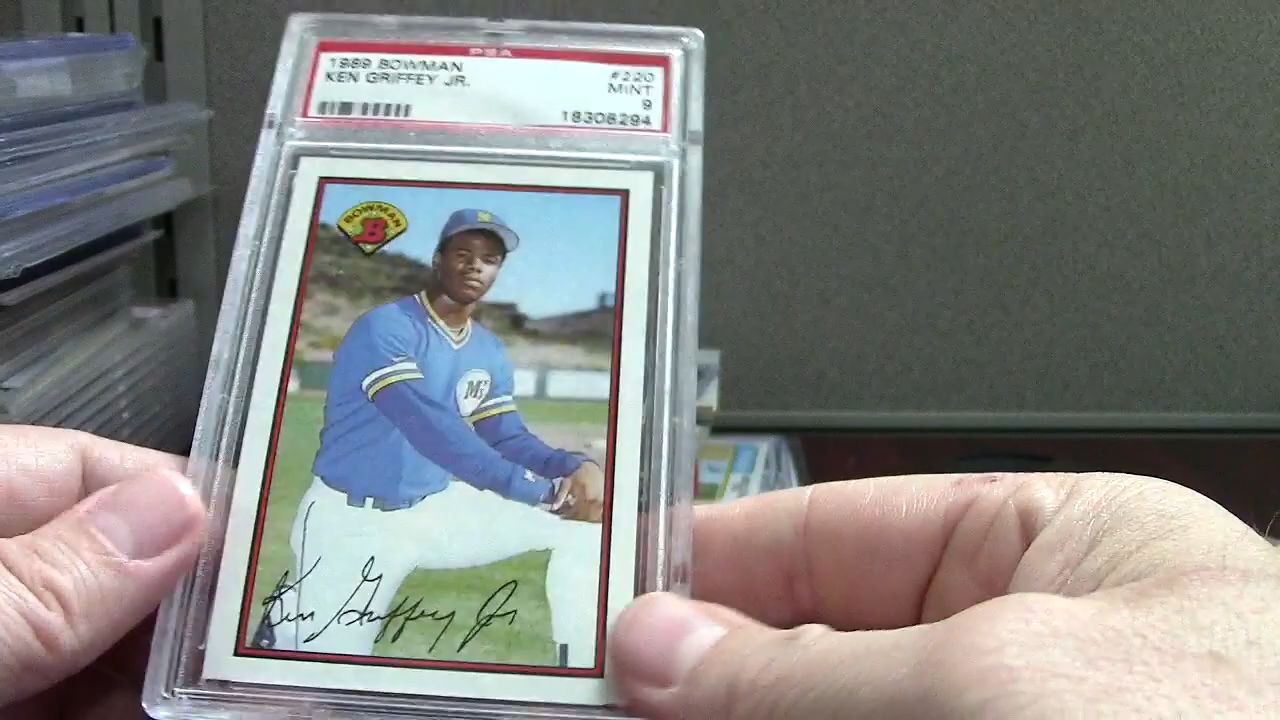 PSA
1989 BOWMAN #220
KEN GRIFFEY JR. MINT
9
18308294
BOWMAN
B
M
Ken Griffey Jr